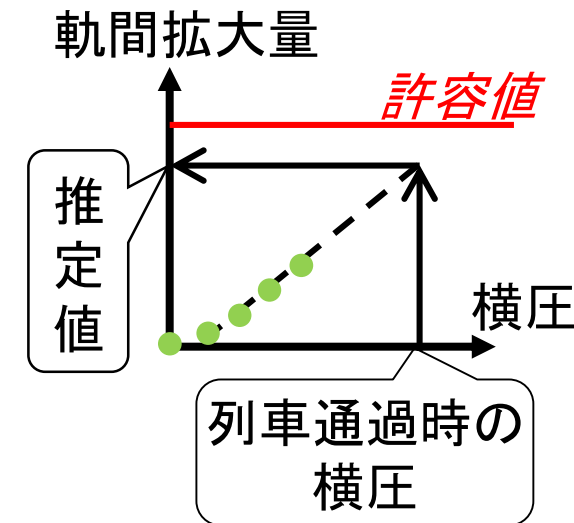 軌間拡大量
許容値
推定値
横圧
列車通過時の
横圧